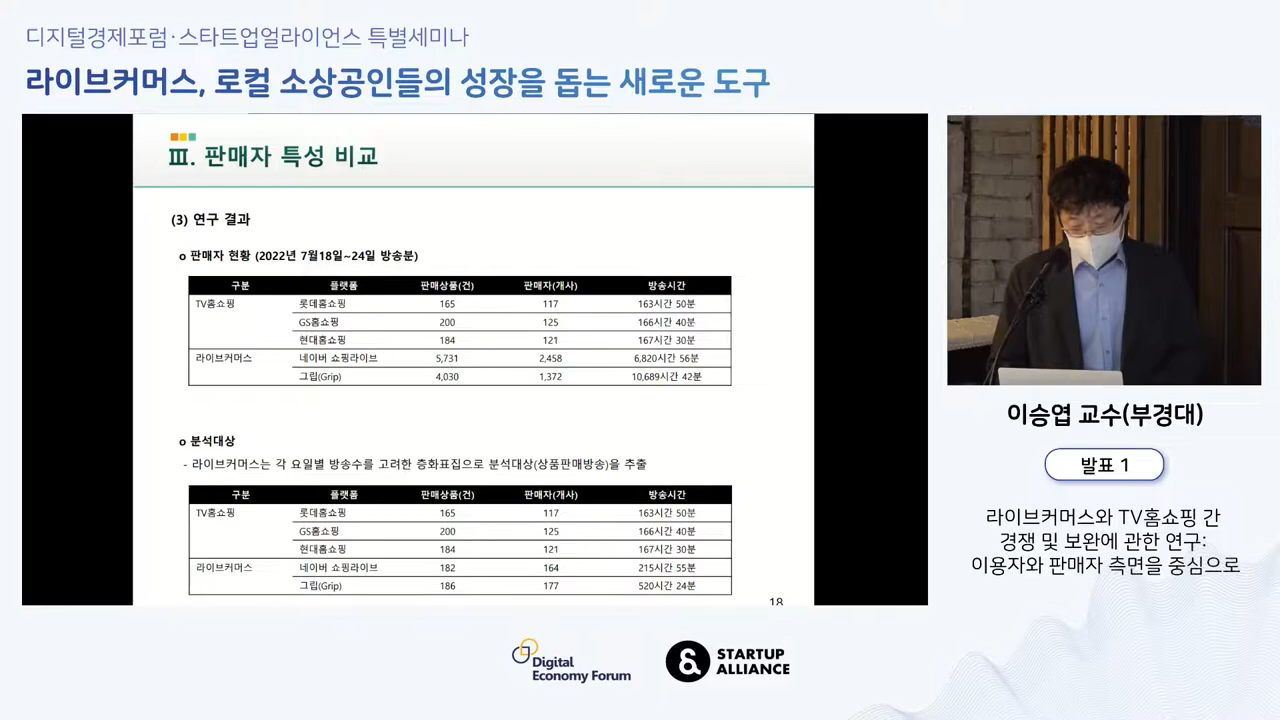 디지털경제포럼·스타트업얼라이언스 특별세미나
라이브커머스, 로컬 소상공인들의 성장을 돕는 새로운 도구
Ⅲ. 판매자 특성 비교
(3) 연구 결과
o 판매자 현황 (2022년 7월18일~24일 방송분)
구분 플랫폼 판매상품(건) 판매자(개사) 방송시간
TV홈쇼핑 롯데홈쇼핑 165 117 163시간 50분
GS홈쇼핑 200 125 166시간 40분
현대홈쇼핑 184 121 167시간 30분
라이브커머스 네이버 쇼핑라이브 5,731 2,458 6,820시간 56분
그립(Grip) 4,030 1,372 10,689시간 42분
o 분석대상
- 라이브커머스는 각 요일별 방송수를 고려한 층화표집으로 분석대상(상품판매방송)을 추출
구분 플랫폼 판매상품(건) 판매자(개사) 방송시간
TV홈쇼핑 롯데홈쇼핑 165 117 163시간 50분
GS홈쇼핑 200 125 166시간 40분
현대홈쇼핑 184 121 167시간 30분
라이브커머스 네이버 쇼핑라이브 182 164 215시간 55분
그립(Grip) 186 177 520시간 24분
18
이승엽 교수(부경대)
발표 1
라이브커머스와 TV홈쇼핑 간
경쟁 및 보완에 관한 연구:
이용자와 판매자 측면을 중심으로
Digital
Economy Forum
STARTUP
ALLIANCE